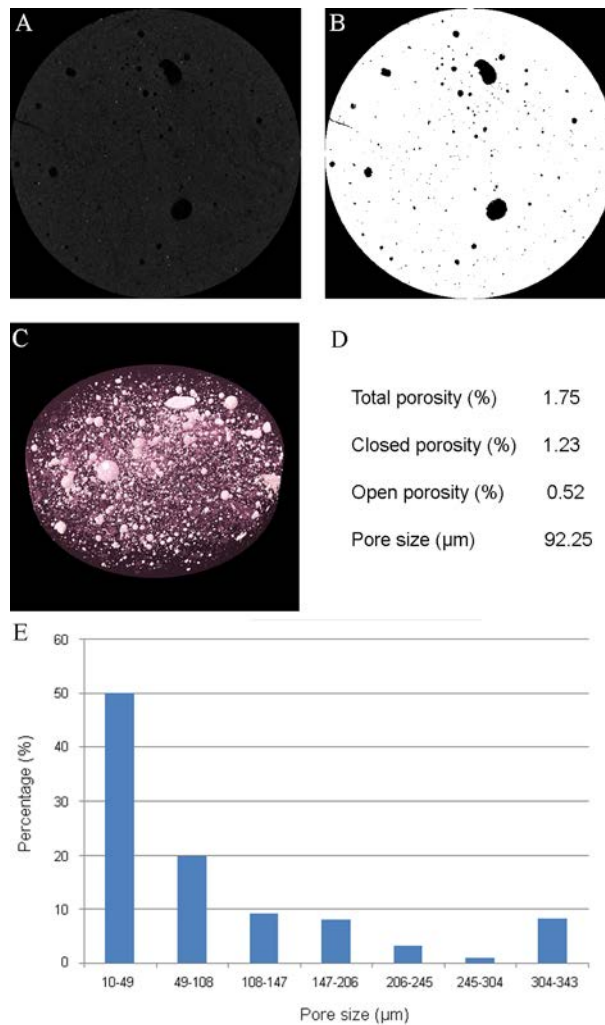 A
B
C
D
Total porosity (%) 1.75
Closed porosity (%) 1.23
Open porosity (%) 0.52
Pore size (µm) 92.25
E
60
50
40
30
20
10
0
Percentage (%)
10-49 49-108 108-147 147-206 206-245 245-304 304-343
Pore size (µm)